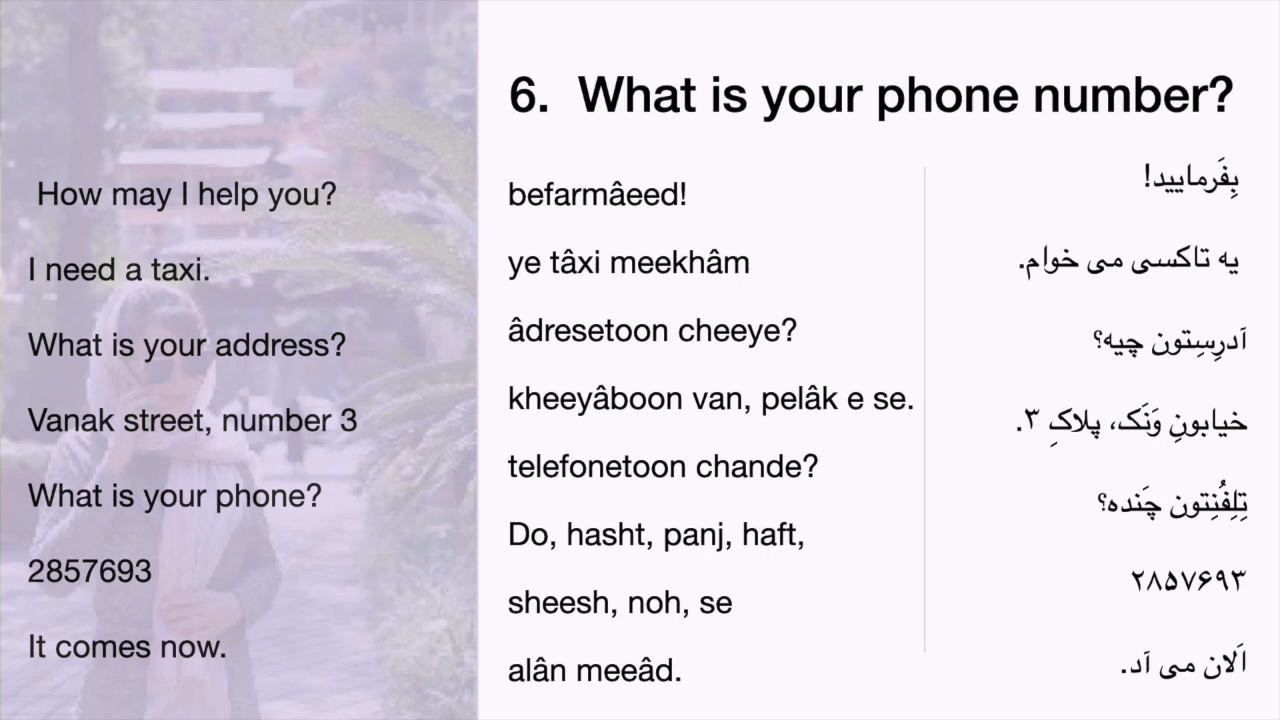 6. What is your phone number?
How may I help you?
I need a taxi.
What is your address?
Vanak street, number 3
What is your phone?
2857693
It comes now.
befarmâeed!
ye tâxi meekhâm
âdresetoon cheeye?
kheeyâboon van, pelâk e se.
telefonetoon chande?
Do, hasht, panj, haft,
sheesh, noh, se
alân meeâd.
بِفَرمایید!
یه تاکسی می خوام.
آدرِسِتون چیه؟
خیابونِ وَنَک، پلاکِ ۳.
تِلِفُنِتون چَنده؟
۲۸۵۷۶۹۳
اَلان می آد.